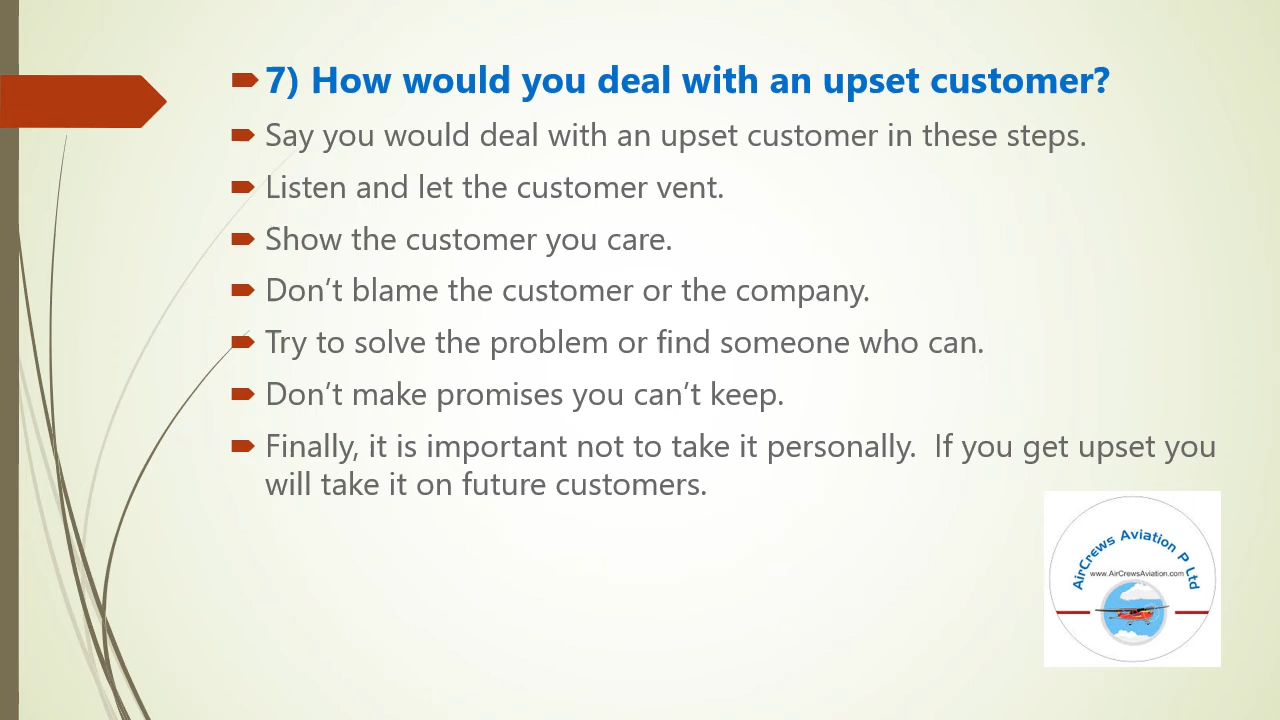 7) How would you deal with an upset customer?
Say you would deal with an upset customer in these steps.
Listen and let the customer vent.
Show the customer you care.
Don’t blame the customer or the company.
Try to solve the problem or find someone who can.
Don’t make promises you can’t keep.
Finally, it is important not to take it personally.  If you get upset you
will take it on future customers.
AirCrews Aviation P Ltd
www.AirCrewsAviation.com